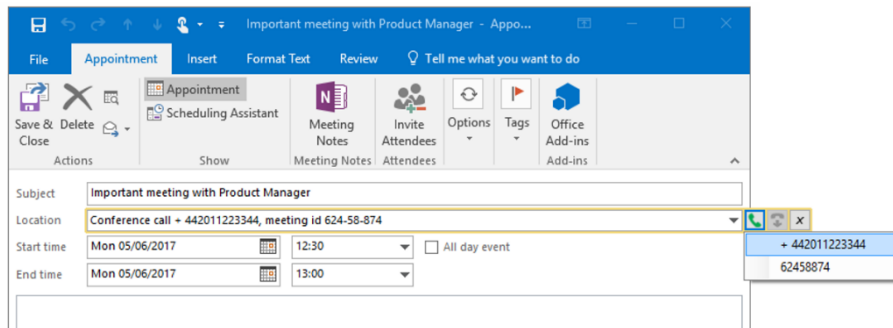 Important meeting with Product Manager - Appo...
File Appointment Insert Format Text Review Tell me what you want to do
Save & Close
Delete
Actions
Appointment
Scheduling Assistant
Show
Meeting Notes
Meeting Notes
Invite Attendees
Attendees
Options
Tags
Office Add-ins
Add-ins
Subject Important meeting with Product Manager
Location Conference call + 442011223344, meeting id 624-58-874
x
+ 442011223344
62458874
Start time Mon 05/06/2017 12:30 All day event
End time Mon 05/06/2017 13:00